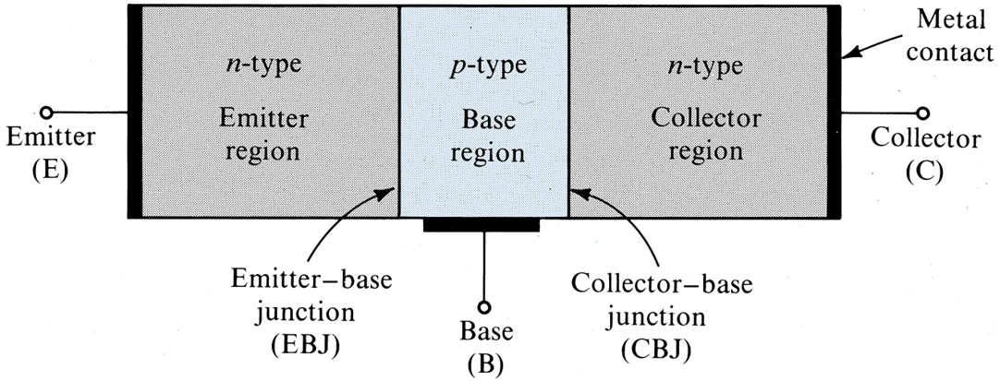 n-type
Emitter
region
p-type
Base
region
n-type
Collector
region
Metal
contact
Emitter
(E)
Collector
(C)
Emitter–base
junction
(EBJ)
Base
(B)
Collector–base
junction
(CBJ)